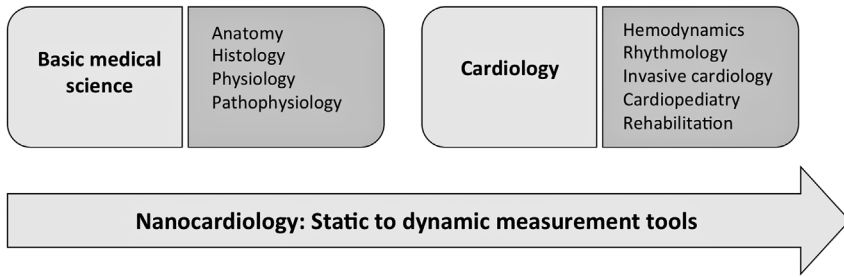 Basic medical
science
Anatomy
Histology
Physiology
Pathophysiology
Cardiology
Hemodynamics
Rhythmology
Invasive cardiology
Cardiopediatry
Rehabilitation
Nanocardiology: Static to dynamic measurement tools